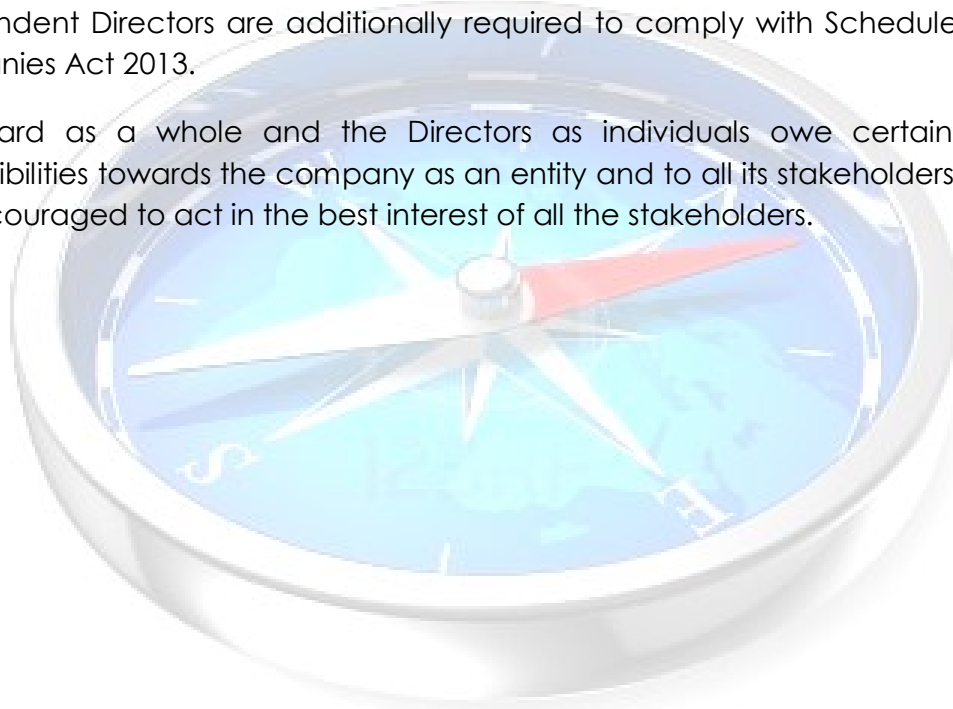 ndent Directors are additionally required to comply with Schedule
nies Act 2013.
ard as a whole and the Directors as individuals owe certain
ibilities towards the company as an entity and to all its stakeholders
couraged to act in the best interest of all the stakeholders.
S
E